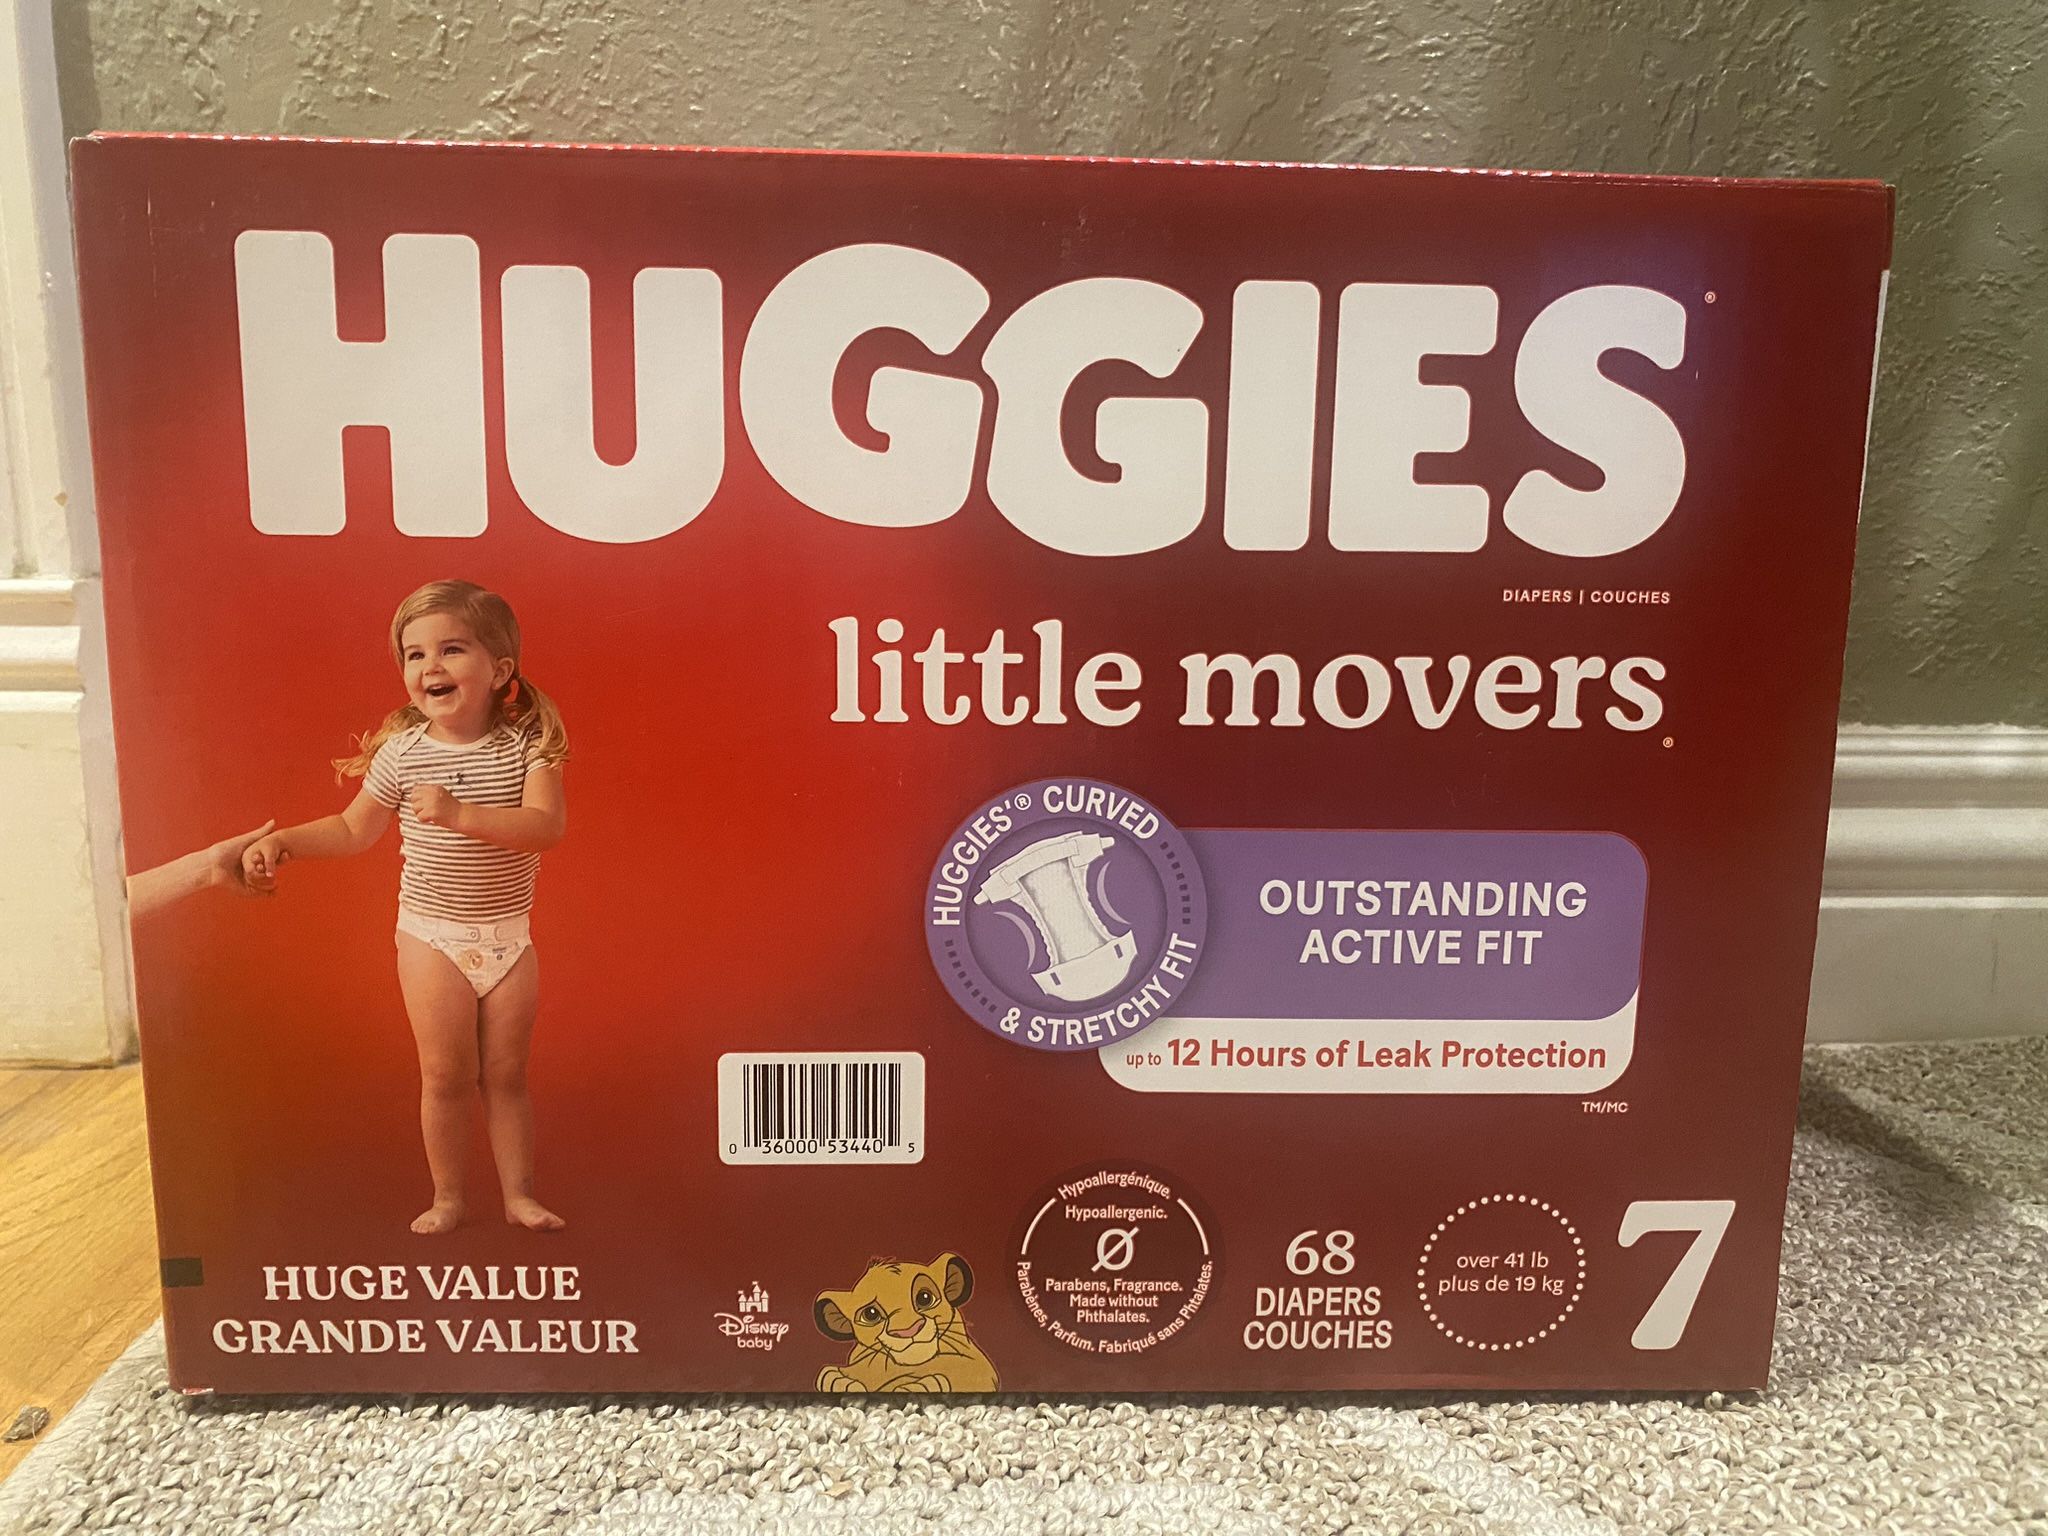 HUGGIES®
DIAPERS | COUCHES
little movers®
HUGGIES'® CURVED
& STRETCHY FIT
OUTSTANDING
ACTIVE FIT
up to 12 Hours of Leak Protection
TM/MC
0 36000 53440 5
HUGE VALUE
GRANDE VALEUR
Disney
baby
Hypoallergénique.
Hypoallergenic.
Parabens, Fragrance.
Made without
Phthalates.
Parabènes, Parfum. Fabriqué sans Phtalates.
68
DIAPERS
COUCHES
over 41 lb
plus de 19 kg
7